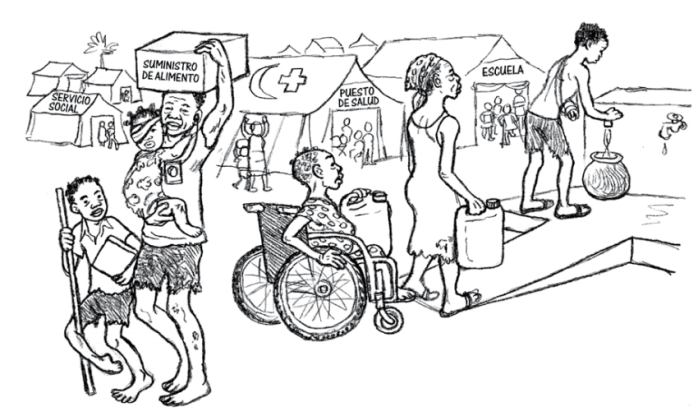 SUMINISTRO
DE ALIMENTO
SERVICIO
SOCIAL
PUESTO
DE SALUD
ESCUELA